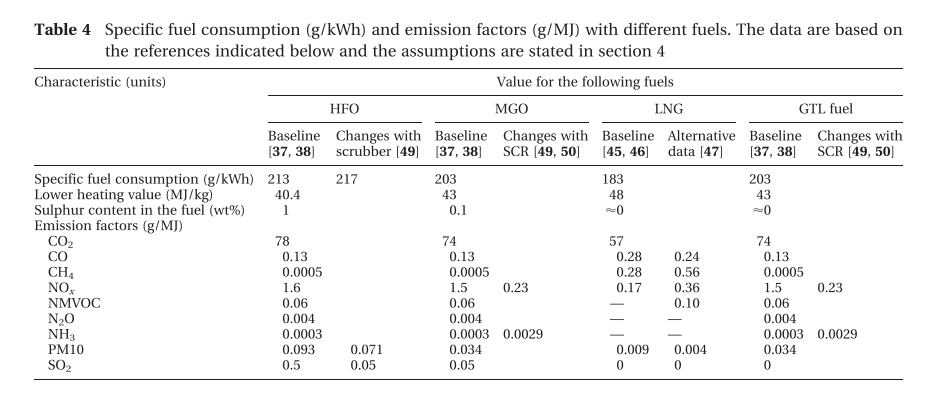 Table 4 Specific fuel consumption (g/kWh) and emission factors (g/MJ) with different fuels. The data are based on
the references indicated below and the assumptions are stated in section 4
Characteristic (units) Value for the following fuels
HFO MGO LNG GTL fuel
Baseline Changes with Baseline Changes with Baseline Alternative Baseline Changes with
[37, 38] scrubber [49] [37, 38] SCR [49, 50] [45, 46] data [47] [37, 38] SCR [49, 50]
Specific fuel consumption (g/kWh) 213 217 203 183 203
Lower heating value (MJ/kg) 40.4 43 48 43
Sulphur content in the fuel (wt%) 1 0.1 ≈0 ≈0
Emission factors (g/MJ)
CO₂ 78 74 57 74
CO 0.13 0.13 0.28 0.24 0.13
CH₄ 0.0005 0.0005 0.28 0.56 0.0005
NOₓ 1.6 1.5 0.23 0.17 0.36 1.5 0.23
NMVOC 0.06 0.06 — 0.10 0.06
N₂O 0.004 0.004 — — 0.004
NH₃ 0.0003 0.0003 0.0029 — — 0.0003 0.0029
PM10 0.093 0.071 0.034 0.009 0.004 0.034
SO₂ 0.5 0.05 0.05 0 0 0